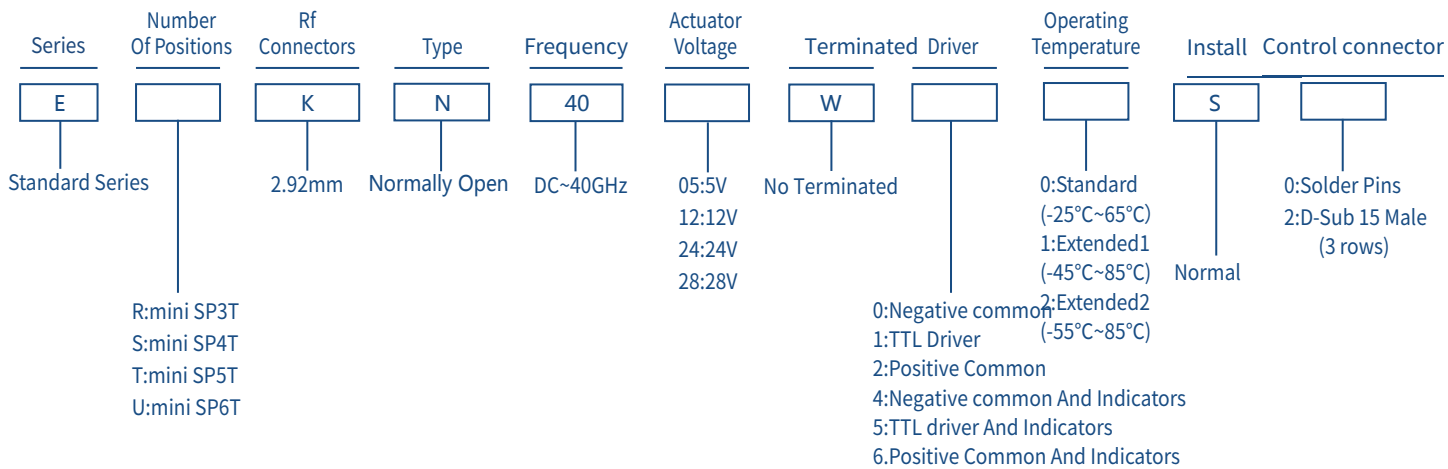 Series
Number
Of Positions
Rf
Connectors
Type
Frequency
Actuator
Voltage
Terminated
Driver
Operating
Temperature
Install
Control connector
E
K
N
40
W
S
Standard Series
2.92mm
Normally Open
DC~40GHz
05:5V
12:12V
24:24V
28:28V
No Terminated
0:Standard
(-25°C~65°C)
1:Extended1
(-45°C~85°C)
2:Extended2
(-55°C~85°C)
Normal
0:Solder Pins
2:D-Sub 15 Male
(3 rows)
R:mini SP3T
S:mini SP4T
T:mini SP5T
U:mini SP6T
0:Negative common
1:TTL Driver
2:Positive Common
4:Negative common And Indicators
5:TTL driver And Indicators
6.Positive Common And Indicators